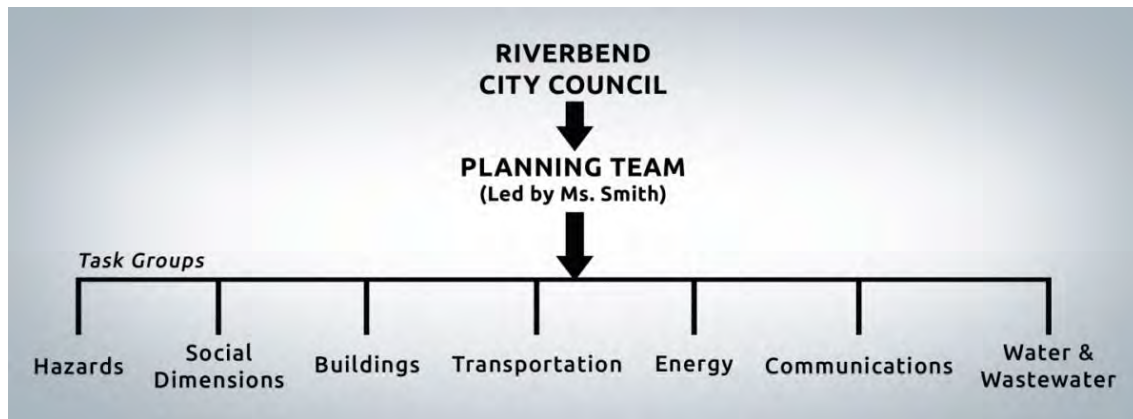 RIVERBEND
CITY COUNCIL
PLANNING TEAM
(Led by Ms. Smith)
Task Groups
Hazards
Social
Dimensions
Buildings
Transportation
Energy
Communications
Water &
Wastewater